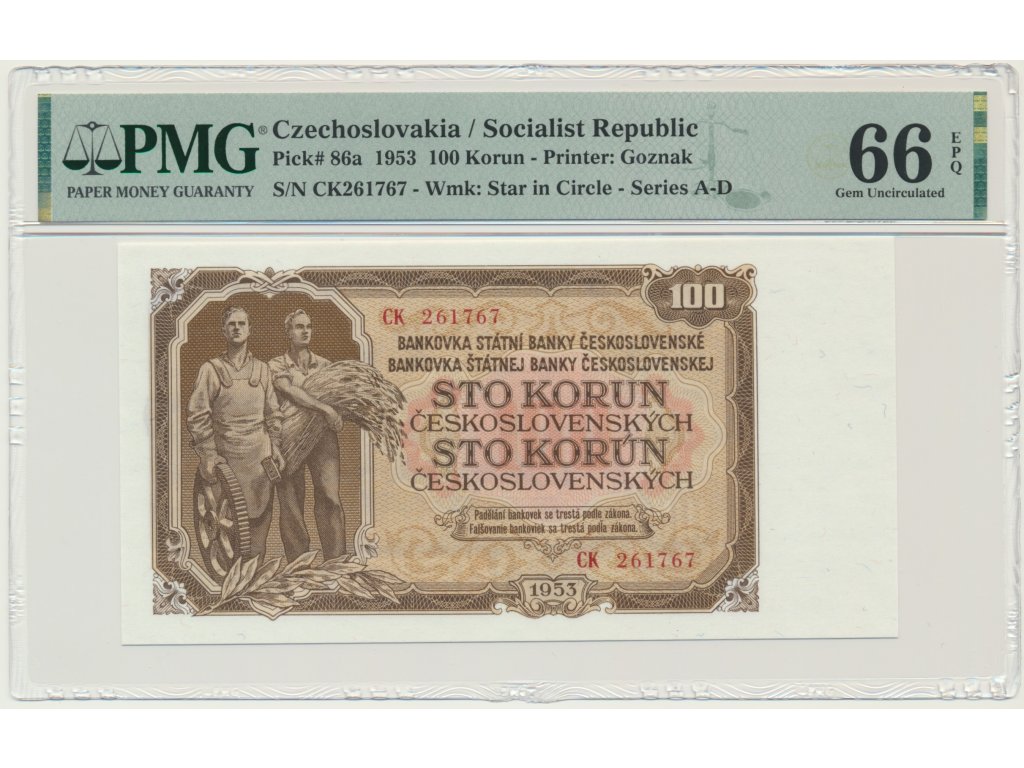 PMG®
PAPER MONEY GUARANTY
Czechoslovakia / Socialist Republic
Pick# 86a 1953 100 Korun - Printer: Goznak
S/N CK261767 - Wmk: Star in Circle - Series A-D
66
EPQ
Gem Uncirculated
100
CK 261767
BANKOVKA STÁTNÍ BANKY ČESKOSLOVENSKÉ
BANKOVKA ŠTÁTNEJ BANKY ČESKOSLOVENSKEJ
STO KORUN
ČESKOSLOVENSKÝCH
STO KORÚN
ČESKOSLOVENSKÝCH
Padělání bankovek se trestá podle zákona.
Falšovanie bankoviek sa trestá podľa zákona.
CK 261767
1953